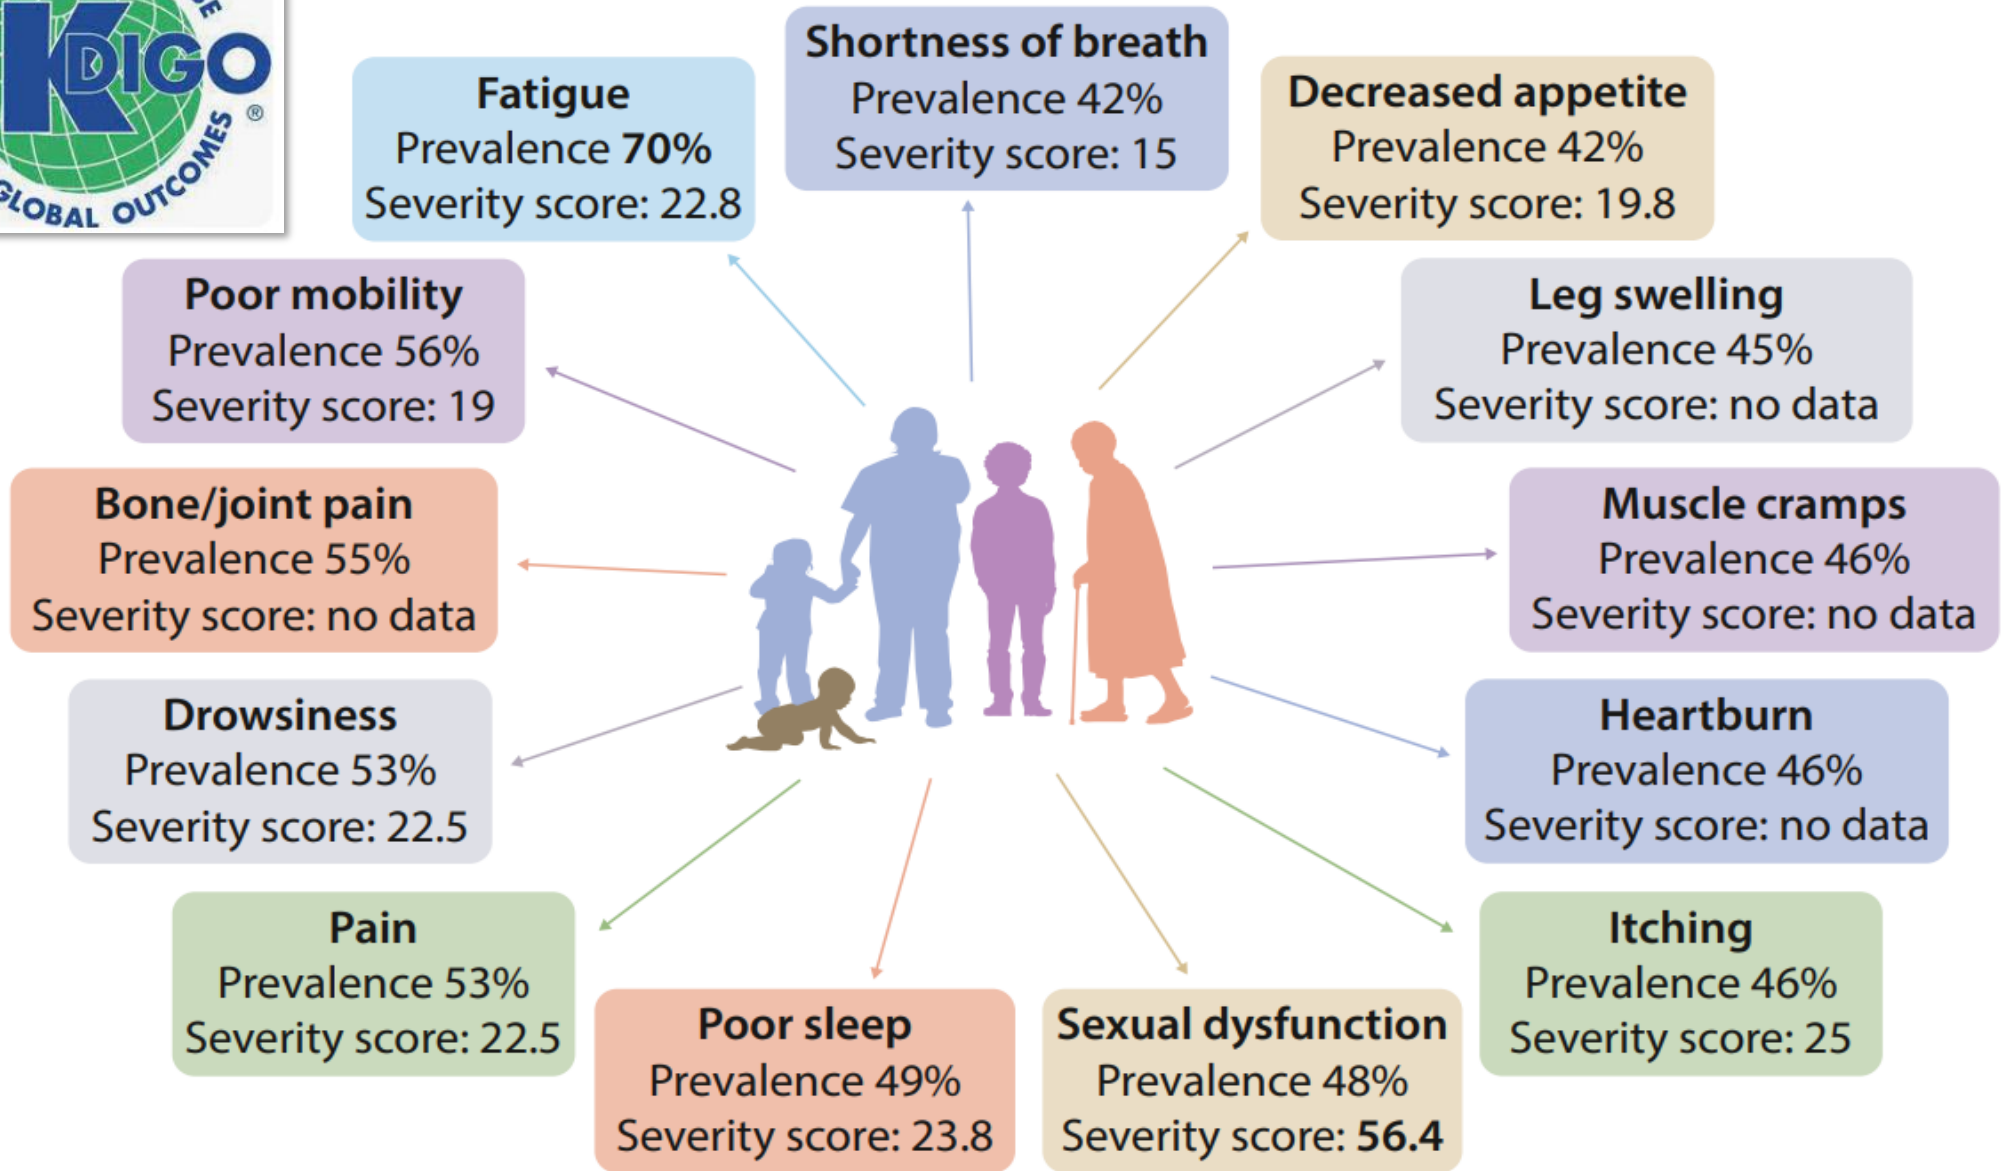 KDIGO
®
GLOBAL OUTCOMES
Shortness of breath
Prevalence 42%
Severity score: 15
Fatigue
Prevalence 70%
Severity score: 22.8
Decreased appetite
Prevalence 42%
Severity score: 19.8
Poor mobility
Prevalence 56%
Severity score: 19
Leg swelling
Prevalence 45%
Severity score: no data
Bone/joint pain
Prevalence 55%
Severity score: no data
Muscle cramps
Prevalence 46%
Severity score: no data
Drowsiness
Prevalence 53%
Severity score: 22.5
Heartburn
Prevalence 46%
Severity score: no data
Pain
Prevalence 53%
Severity score: 22.5
Itching
Prevalence 46%
Severity score: 25
Poor sleep
Prevalence 49%
Severity score: 23.8
Sexual dysfunction
Prevalence 48%
Severity score: 56.4